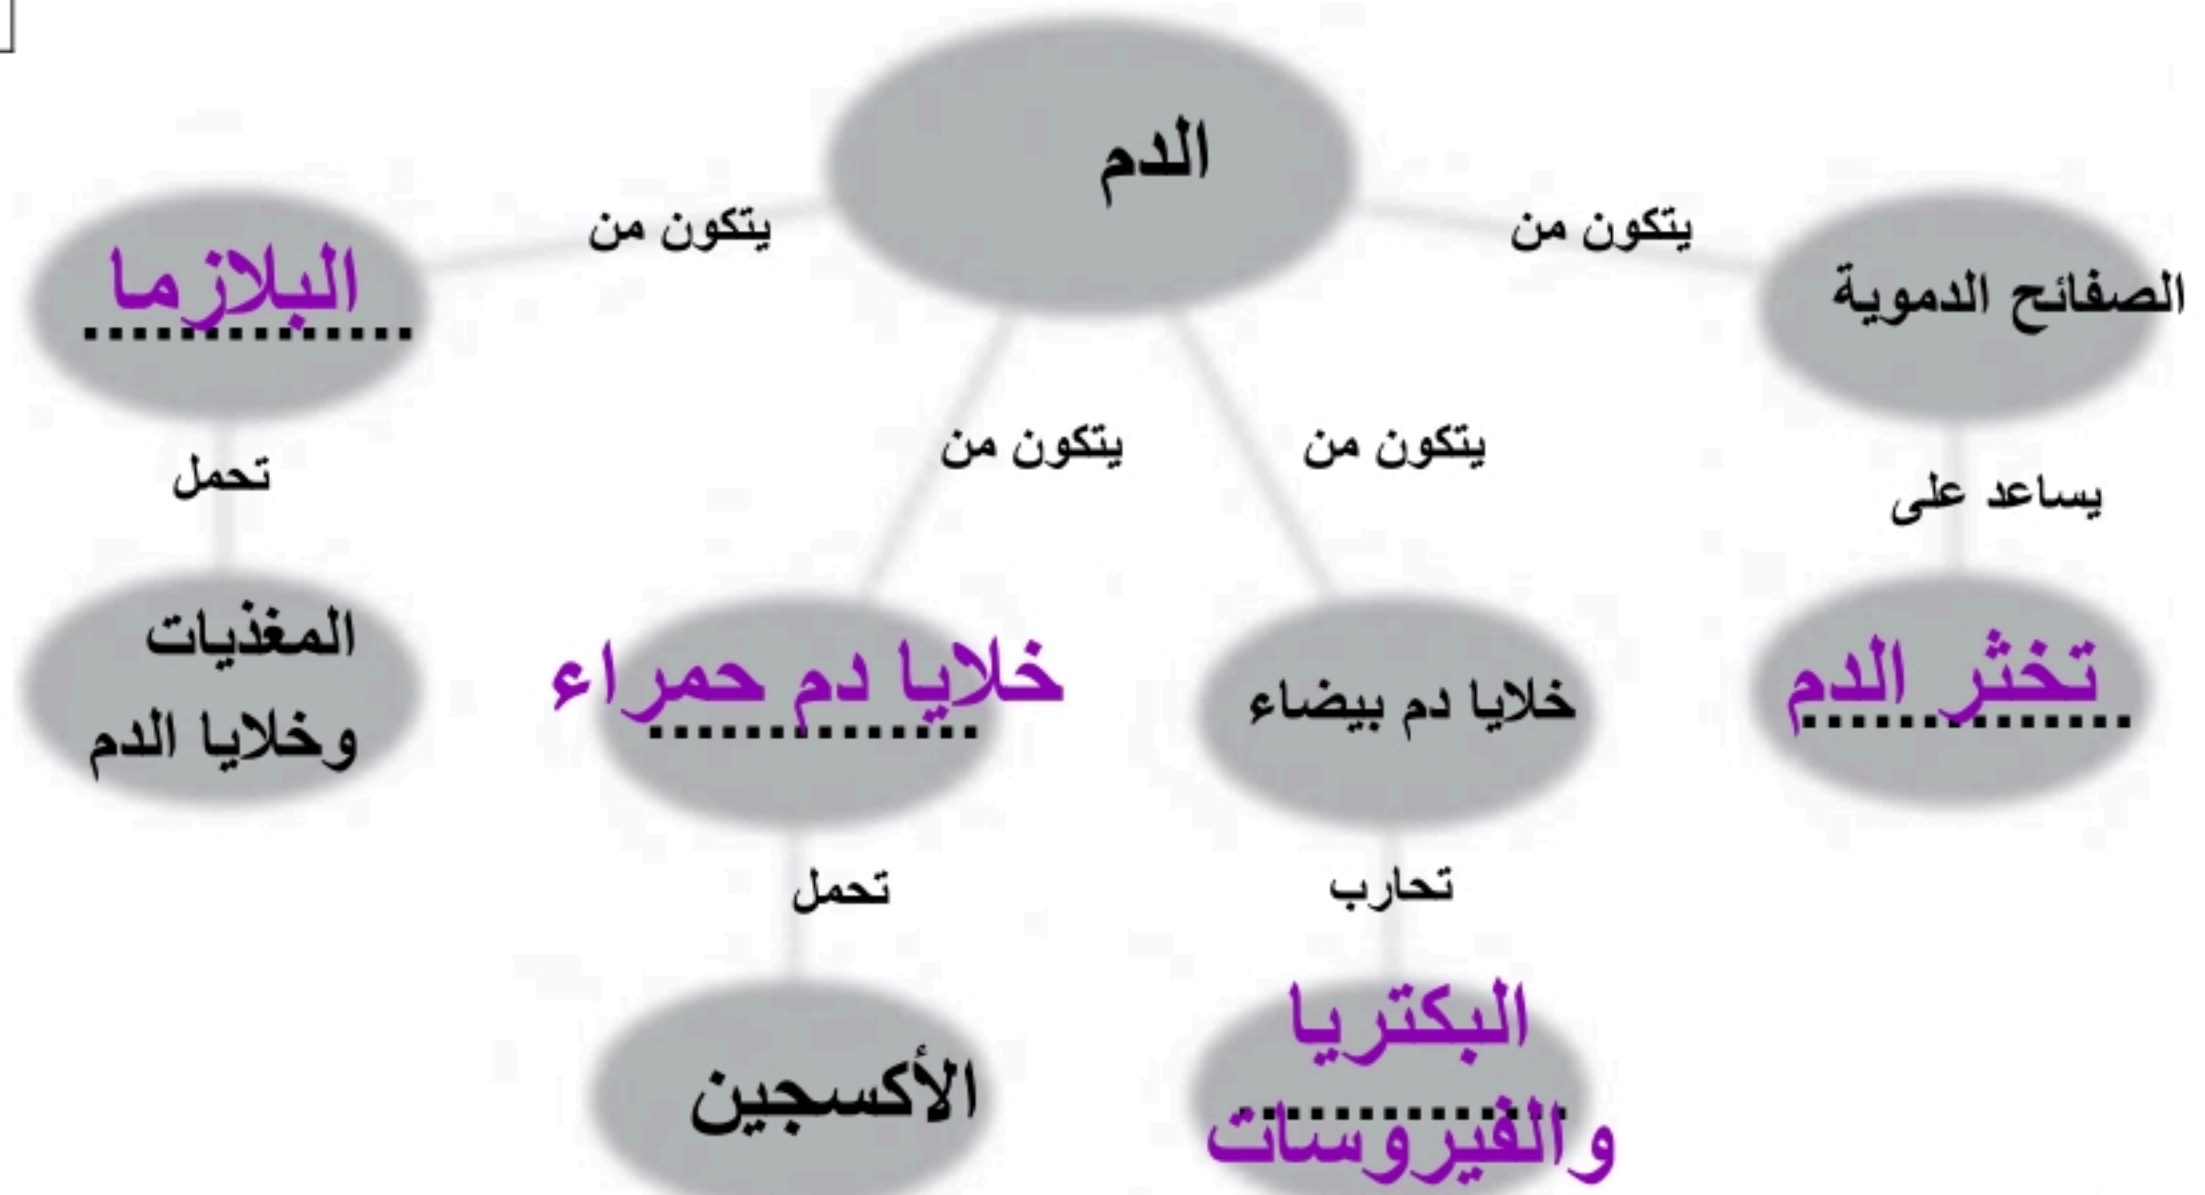 الدم
يتكون من
يتكون من
الصفائح الدموية
البلازما
..............
يتكون من
يتكون من
يساعد على
تحمل
تخثر الدم
..............
خلايا دم بيضاء
خلايا دم حمراء
..............
المغذيات
وخلايا الدم
تحارب
تحمل
البكتريا
..............
والفيروسات
الأكسجين